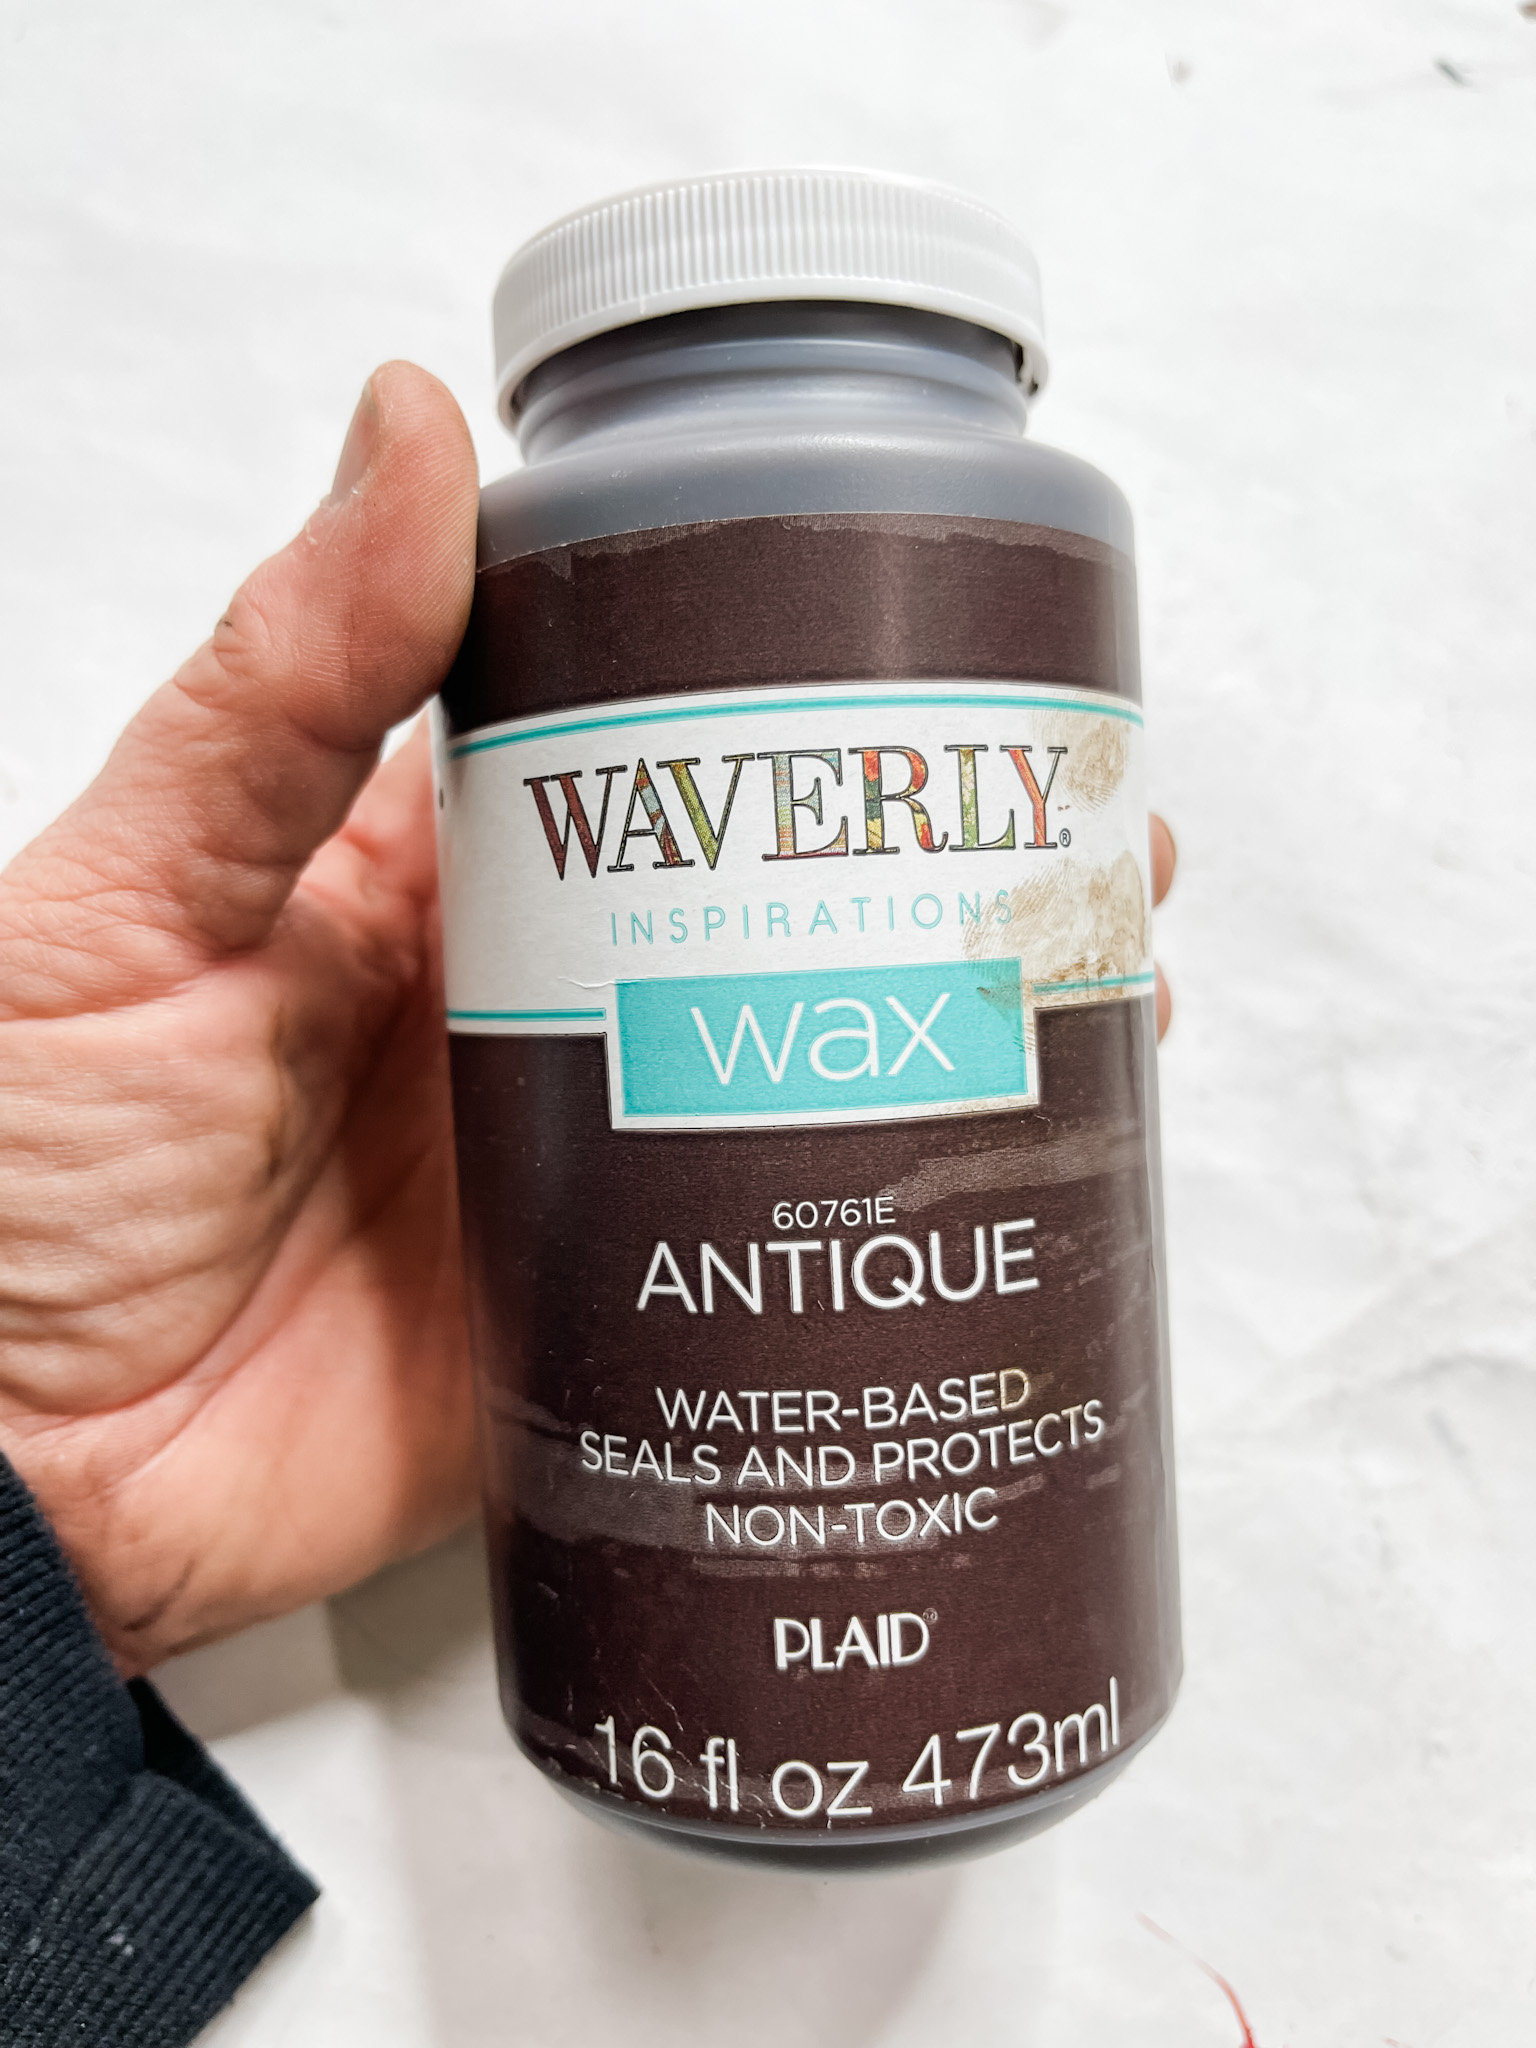 WAVERLY®
INSPIRATIONS
wax
60761E
ANTIQUE
WATER-BASED
SEALS AND PROTECTS
NON-TOXIC
PLAID
16 fl oz 473ml